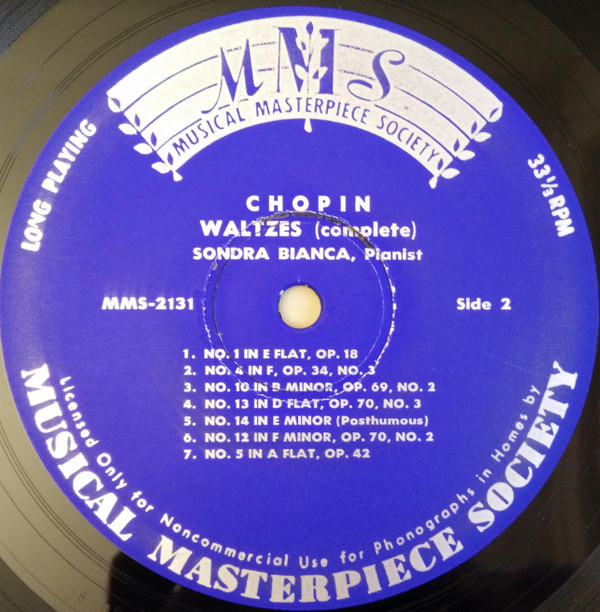 MMS
MUSICAL MASTERPIECE SOCIETY
LONG PLAYING
33⅓ RPM
CHOPIN
WALTZES (complete)
SONDRA BIANCA, Pianist
MMS-2131
Side 2
1. NO. 1 IN E FLAT, OP. 18
2. NO. 4 IN F, OP. 34, NO. 3
3. NO. 10 IN B MINOR, OP. 69, NO. 2
4. NO. 13 IN D FLAT, OP. 70, NO. 3
5. NO. 14 IN E MINOR (Posthumous)
6. NO. 12 IN F MINOR, OP. 70, NO. 2
7. NO. 5 IN A FLAT, OP. 42
Licensed Only for Noncommercial Use for Phonographs in Homes by
MUSICAL MASTERPIECE SOCIETY